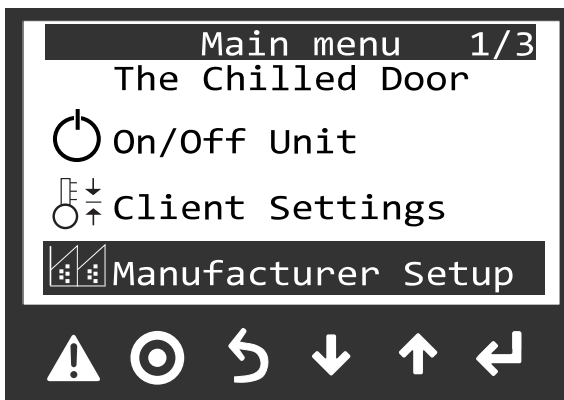 Main menu 1/3
The Chilled Door
On/Off Unit
Client Settings
Manufacturer Setup